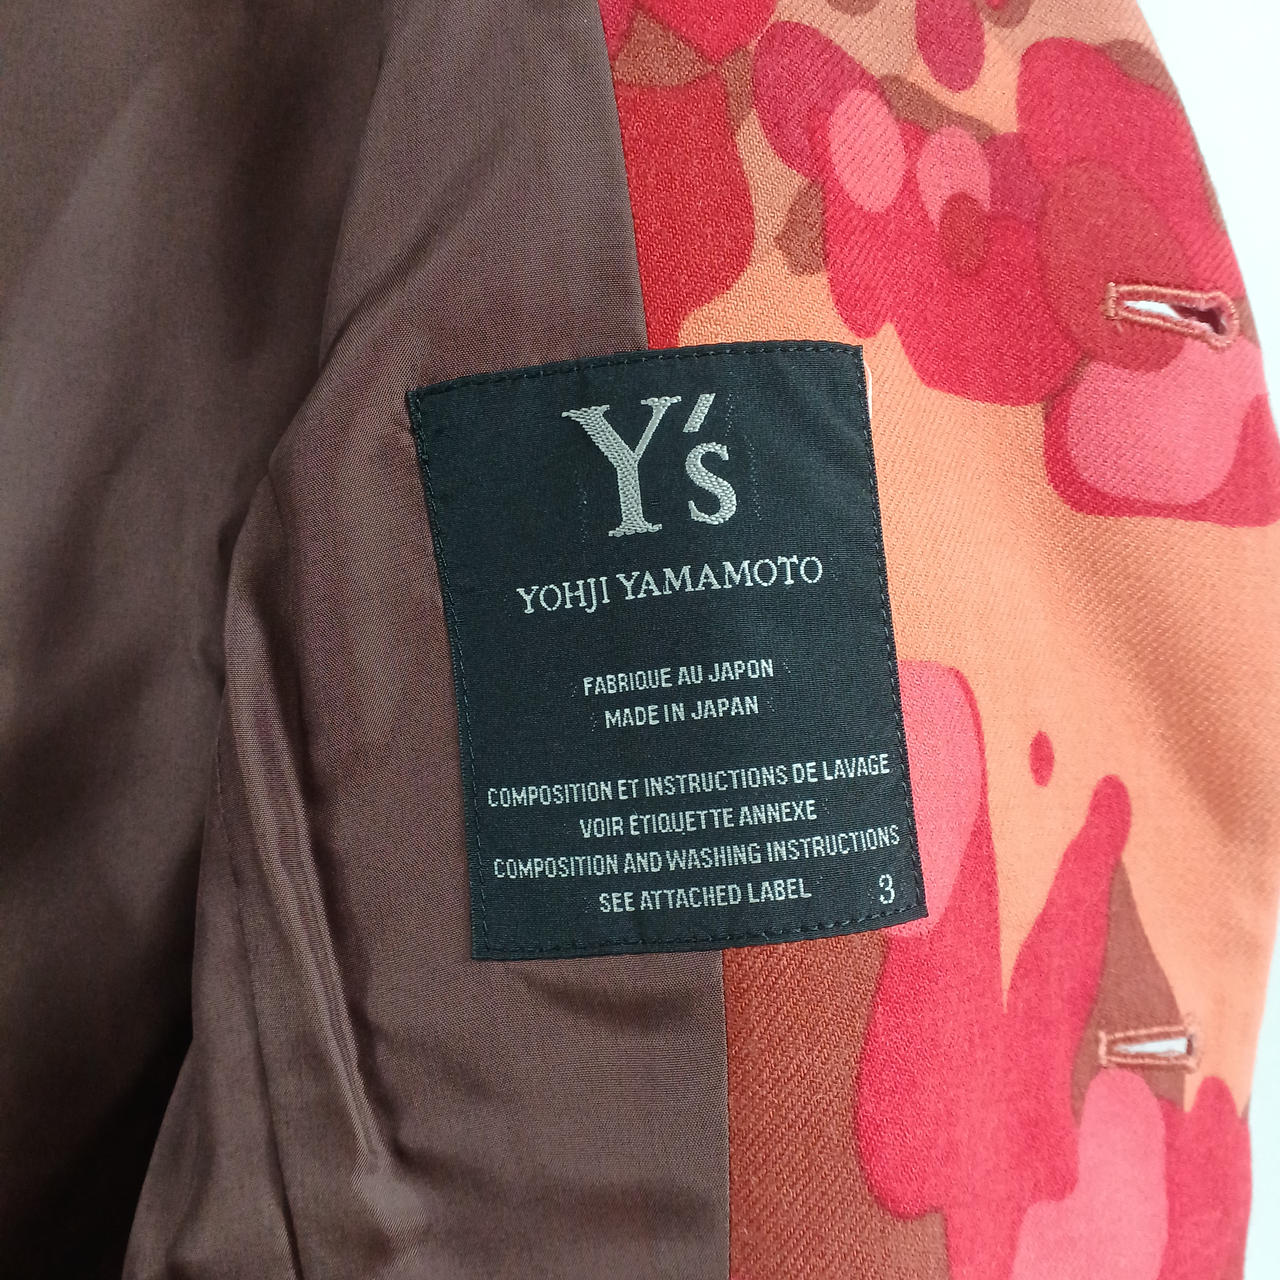 Y's
YOHJI YAMAMOTO
FABRIQUE AU JAPON
MADE IN JAPAN
COMPOSITION ET INSTRUCTIONS DE LAVAGE
VOIR ÉTIQUETTE ANNEXE
COMPOSITION AND WASHING INSTRUCTIONS
SEE ATTACHED LABEL 3